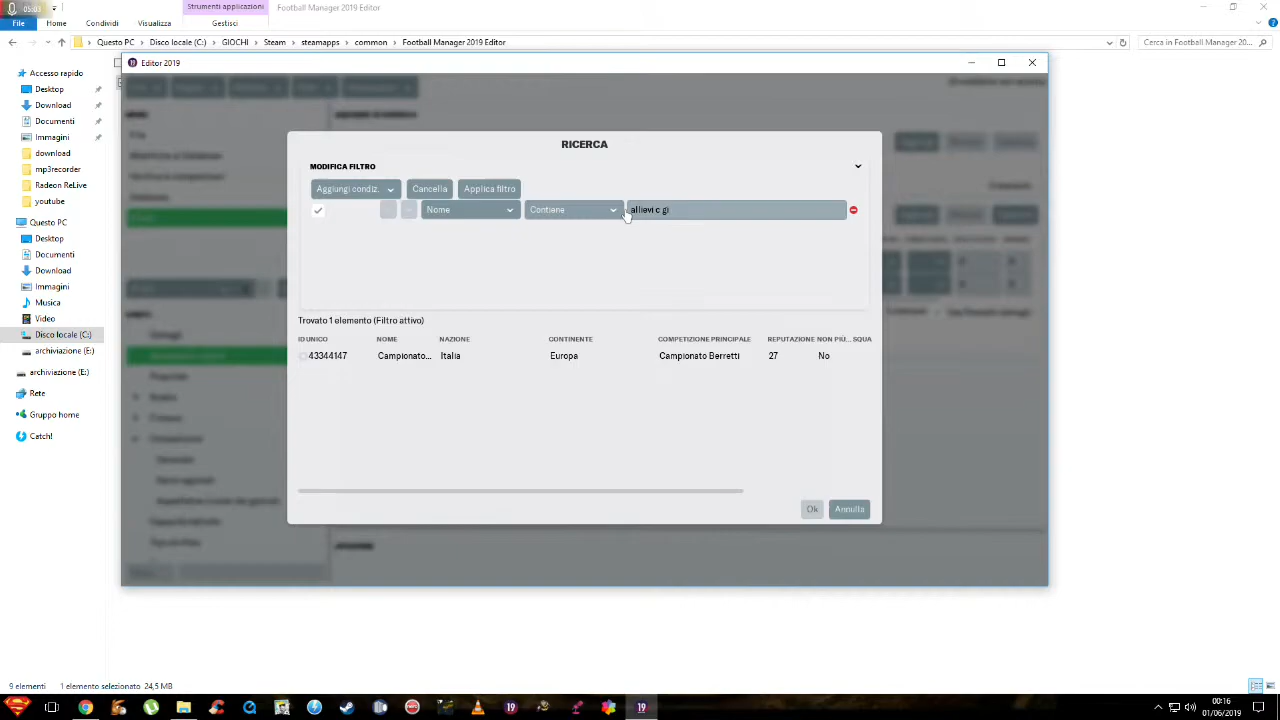 05:03
Strumenti applicazioni
Football Manager 2019 Editor
File
Home
Condividi
Visualizza
Gestisci
Questo PC
Disco locale (C:)
GIOCHI
Steam
steamapps
common
Football Manager 2019 Editor
Cerca in Football Manager 20...
Editor 2019
Accesso rapido
Desktop
Download
Documenti
Immagini
download
mp3recorder
Radeon ReLive
youtube
Questo PC
Desktop
Documenti
Download
Immagini
Musica
Video
Disco locale (C:)
archiviazione (E:)
archiviazione (E:)
Rete
Gruppo home
Catch!
RICERCA
MODIFICA FILTRO
Aggiungi condiz.
Cancella
Applica filtro
Nome
Contiene
allievi c gi
Trovato 1 elemento (Filtro attivo)
ID UNICO
NOME
NAZIONE
CONTINENTE
COMPETIZIONE PRINCIPALE
REPUTAZIONE
NON PIÙ...
SQUA
43344147
Campionato...
Italia
Europa
Campionato Berretti
27
No
Ok
Annulla
9 elementi
1 elemento selezionato
24,5 MB
19
19
00:16
01/06/2019